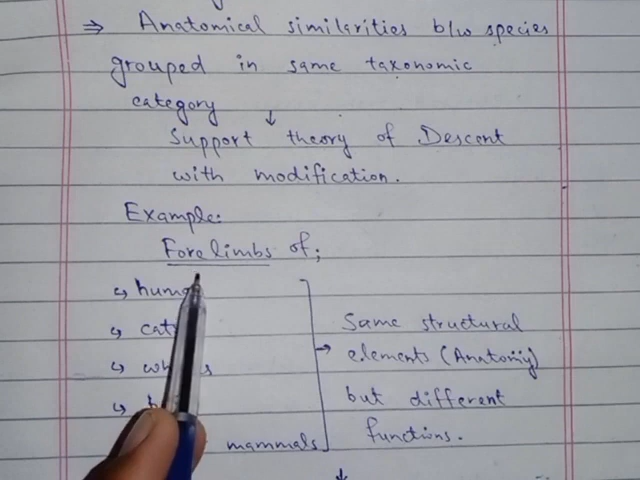 ⇒ Anatomical similarities b/w species
grouped in same taxonomic
category ↓
Support theory of Descent
with modification.
Example:
Forelimbs of;
↳
↳
↳
↳
mammals
Same structural
→ elements (Anatomiy)
but different
functions.
↓